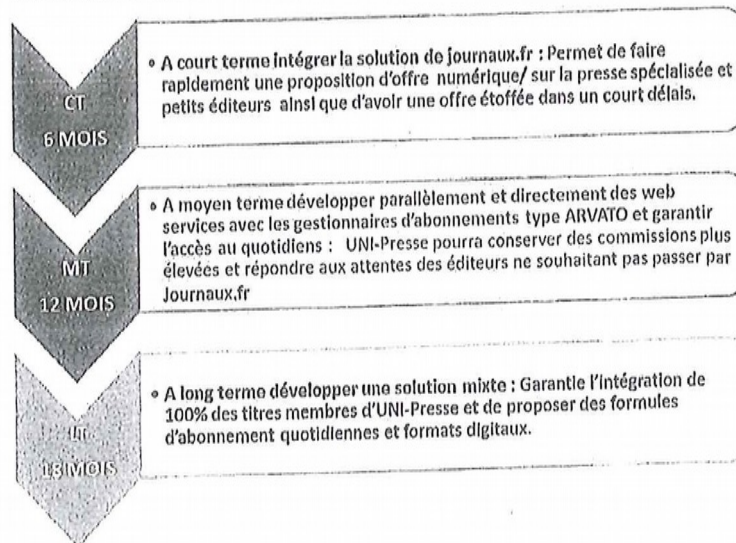 CT
6 MOIS
• A court terme intégrer la solution de journaux.fr : Permet de faire
rapidement une proposition d'offre numérique/ sur la presse spécialisée et
petits éditeurs ainsi que d'avoir une offre étoffée dans un court délais.
MT
12 MOIS
• A moyen terme développer parallèlement et directement des web
services avec les gestionnaires d'abonnements type ARVATO et garantir
l'accès au quotidiens : UNI-Presse pourra conserver des commissions plus
élevées et répondre aux attentes des éditeurs ne souhaitant pas passer par
Journaux.fr
LT
18 MOIS
• A long terme développer une solution mixte : Garantie l'intégration de
100% des titres membres d'UNI-Presse et de proposer des formules
d'abonnement quotidiennes et formats digitaux.